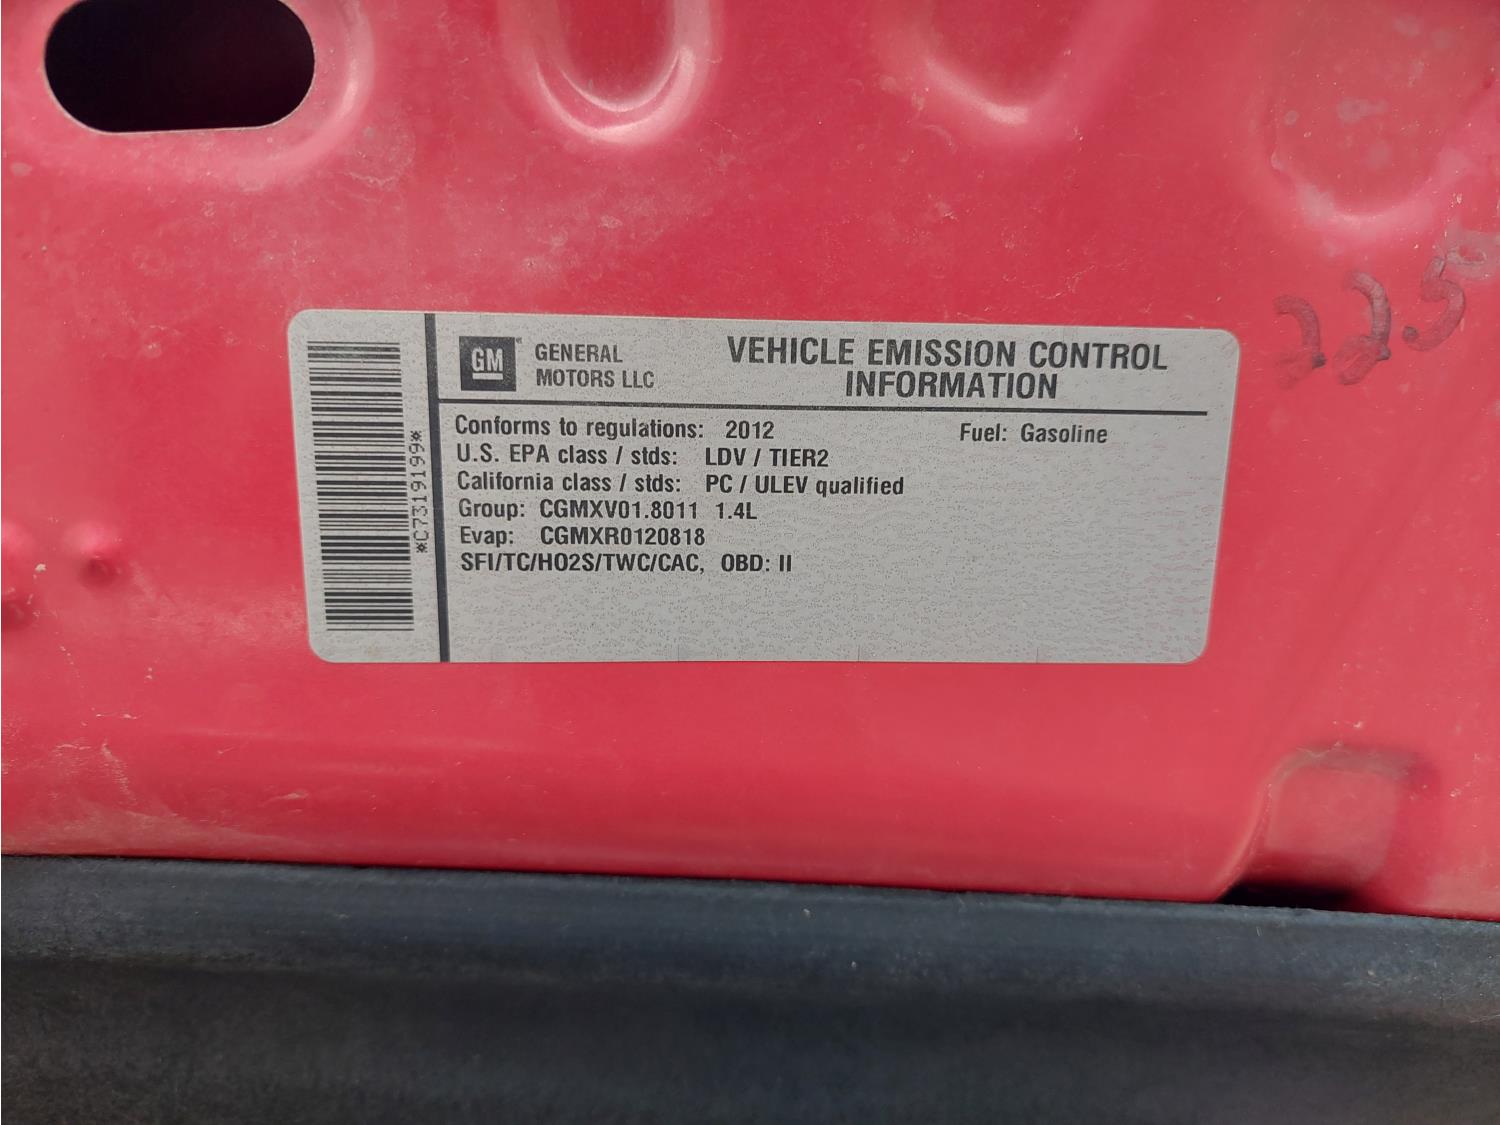 *C7319199*
GM
GENERAL
MOTORS LLC
VEHICLE EMISSION CONTROL
INFORMATION
Conforms to regulations: 2012 Fuel: Gasoline
U.S. EPA class / stds: LDV / TIER2
California class / stds: PC / ULEV qualified
Group: CGMXV01.8011 1.4L
Evap: CGMXR0120818
SFI/TC/HO2S/TWC/CAC, OBD: II